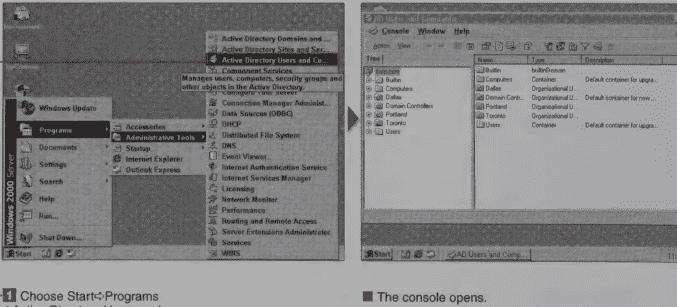 Active Directory Domains and ...
Active Directory Sites and Ser...
Active Directory Users and Co...
Component Services
Manages users, computers, security groups and
other objects in the Active Directory.
Configure Your Server
Connection Manager Administ...
Data Sources (ODBC)
DHCP
Distributed File System
DNS
Event Viewer
Internet Authentication Service
Internet Services Manager
Licensing
Network Monitor
Performance
Routing and Remote Access
Server Extensions Administrator
Services
WINS
Windows Update
Programs
Documents
Settings
Search
Help
Run...
Shut Down...
Accessories
Administrative Tools
Startup
Internet Explorer
Outlook Express
Windows 2000 Server
Start
Console Window Help
Action View
Tree
Builtin
Computers
Dallas
Domain Controllers
Portland
Toronto
Users
Name Type Description
Builtin builtinDomain
Computers Container Default container for upgra...
Dallas Organizational U...
Domain Contr... Organizational U... Default container for new ...
Portland Organizational U...
Toronto Organizational U...
Users Container Default container for upgra...
Start AD Users and Comp... 11:
1 Choose Start➪Programs
■ The console opens.